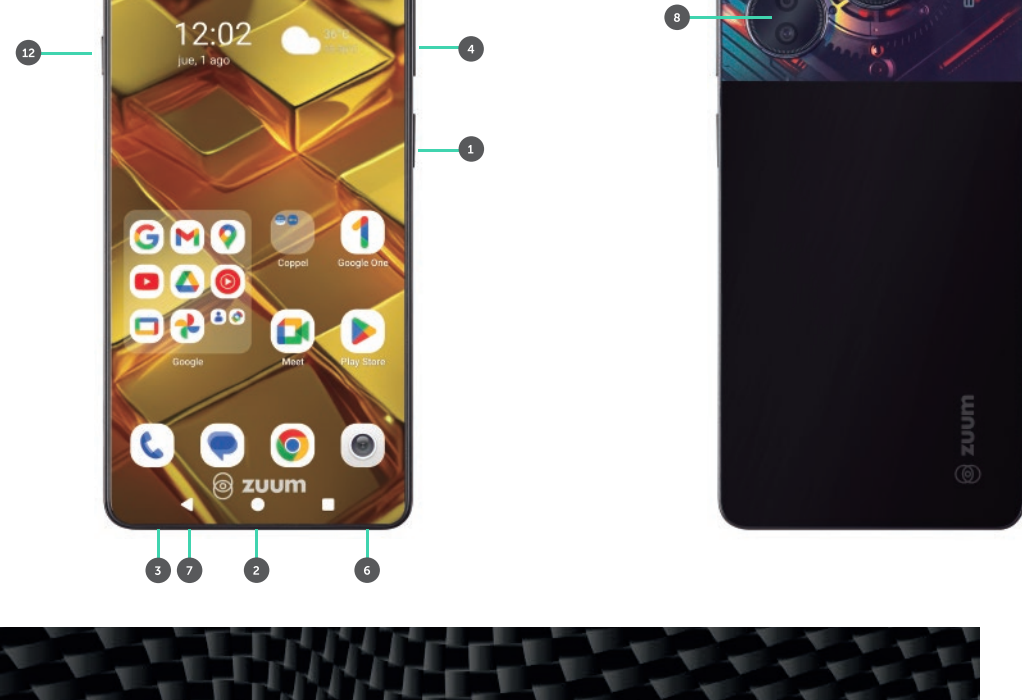 8
12:02
36°C
jue, 1 ago
12
4
1
Coppel
Google One
Google
Meet
Play Store
zuum
zuum
3
7
2
6